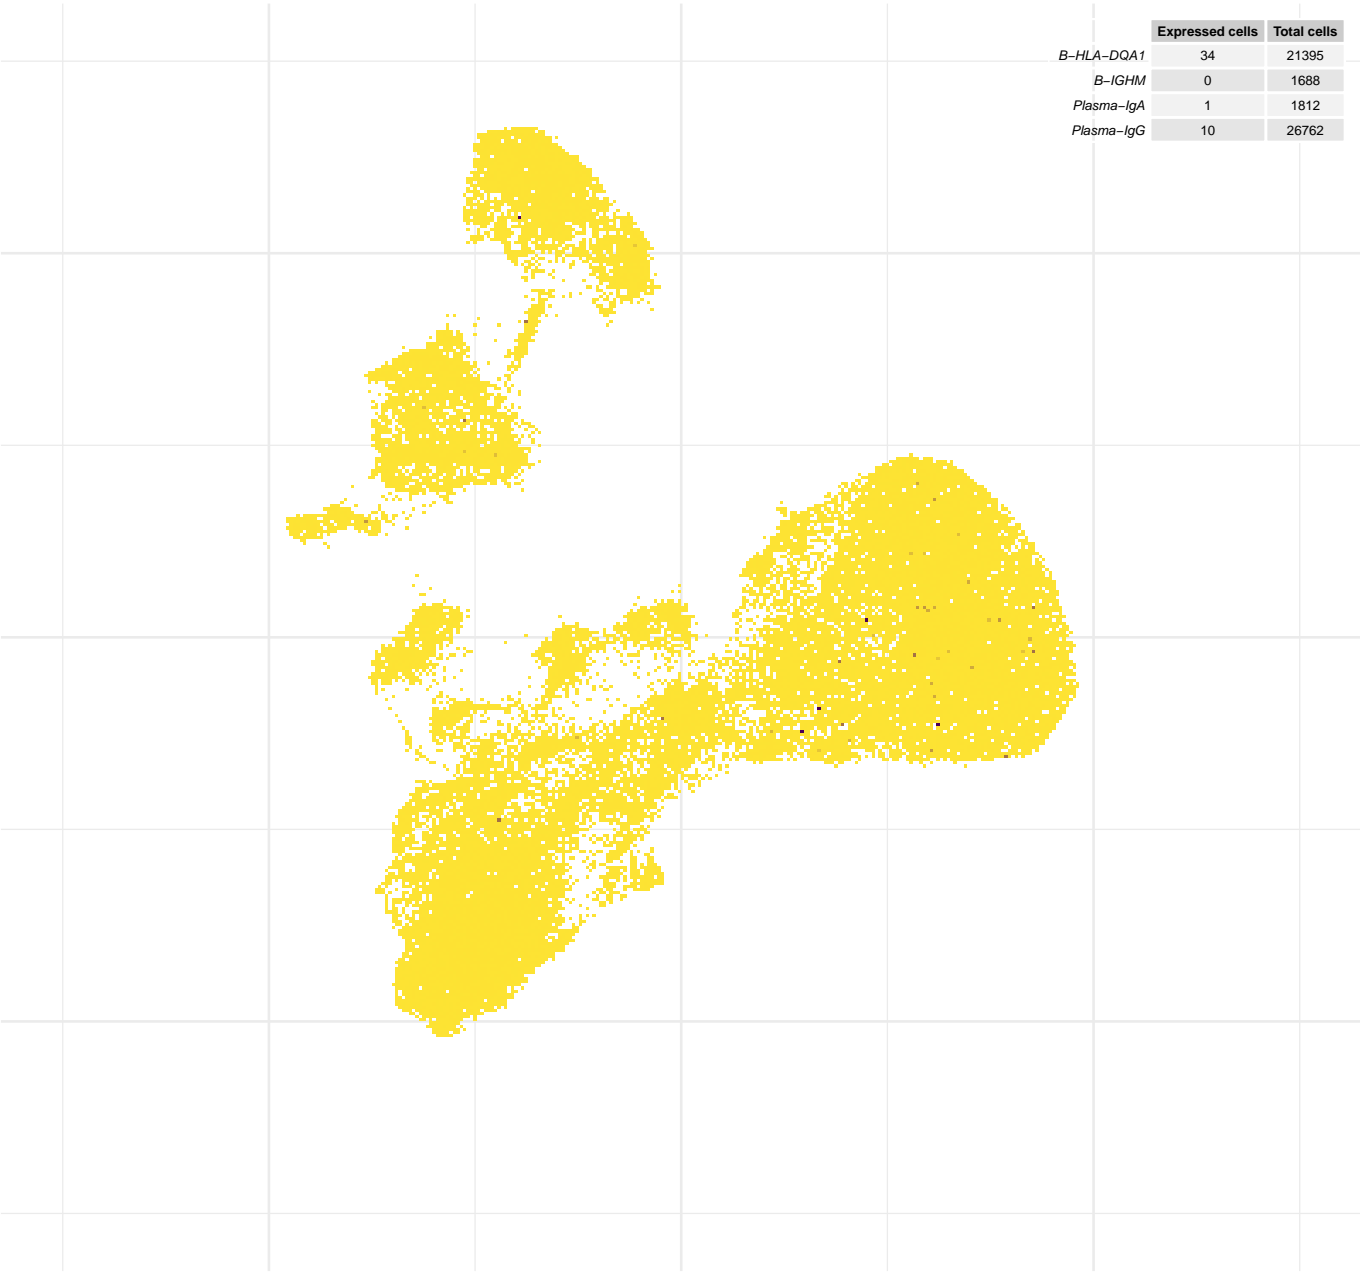 Expressed cells Total cells
B−HLA−DQA1 34 21395
B−IGHM 0 1688
Plasma−IgA 1 1812
Plasma−IgG 10 26762